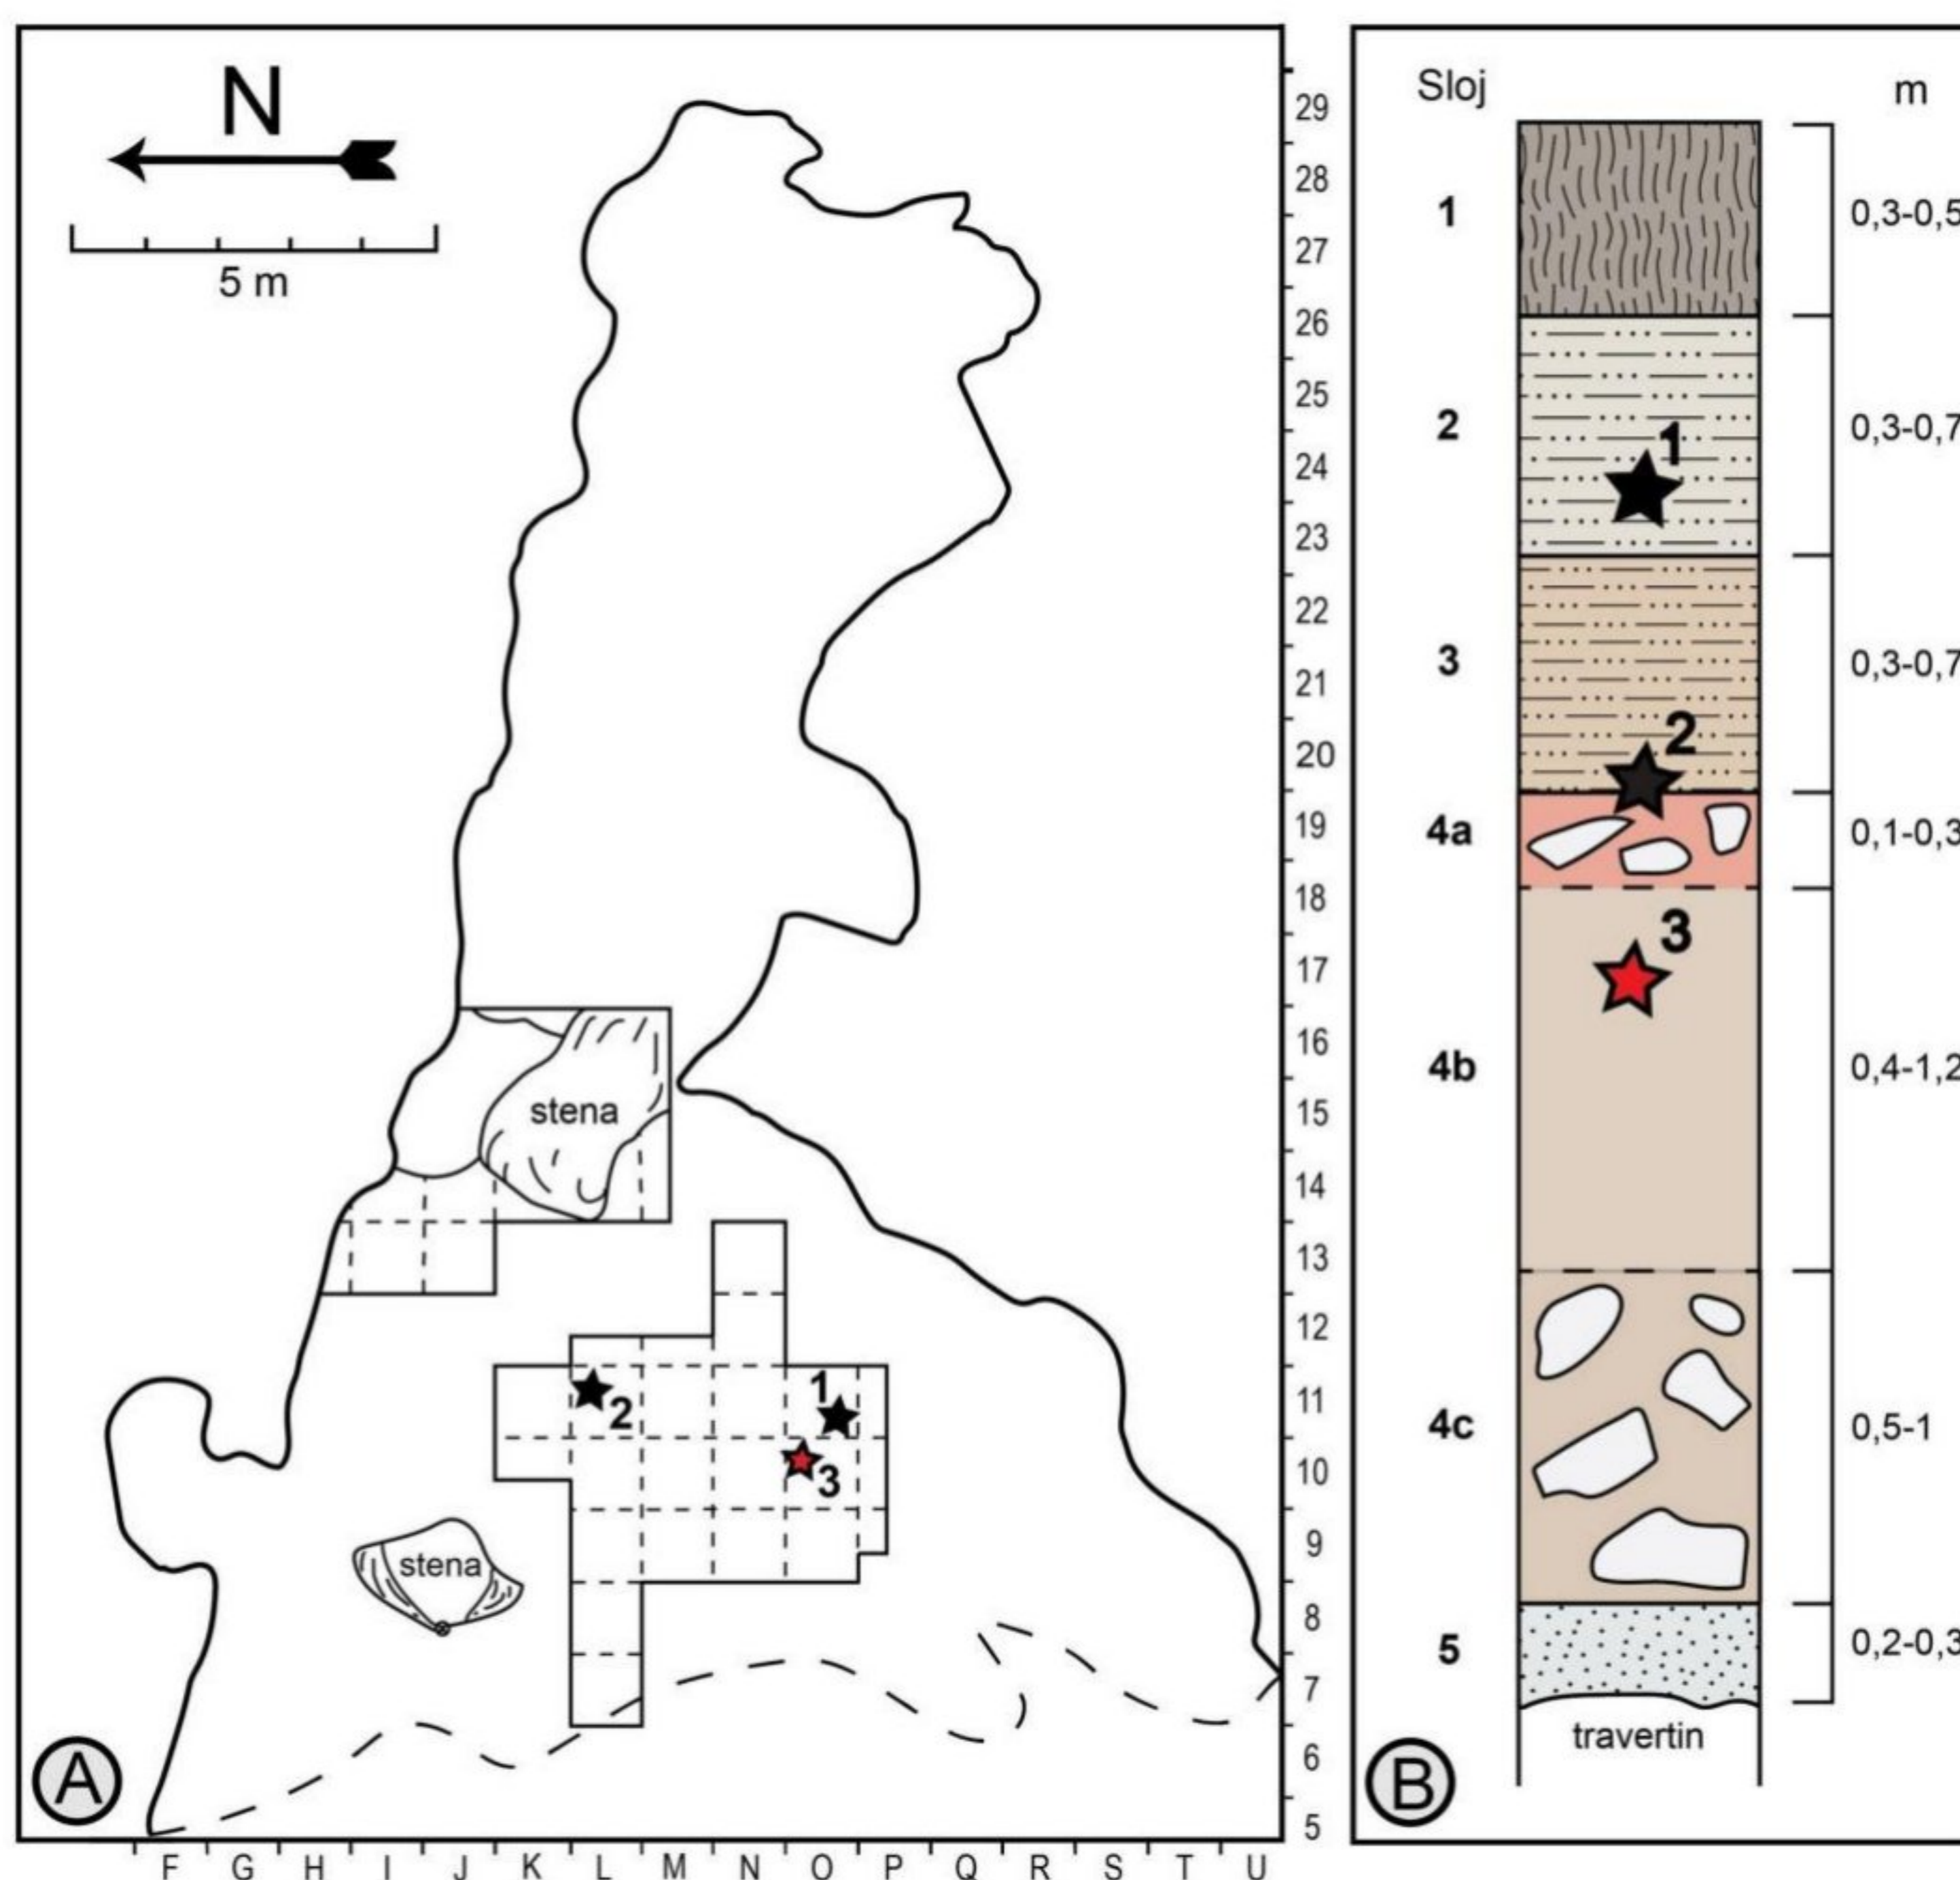 N
5 m
29
28
27
26
25
24
23
22
21
20
19
18
17
16
stena
15
14
13
12
1
11
2
10
3
stena
9
8
7
6
A
5
F G H I J K L M N O P Q R S T U
Sloj m
1 0,3-0,5
1
2 0,3-0,7
3 0,3-0,7
2
4a 0,1-0,3
3
4b 0,4-1,2
4c 0,5-1
5 0,2-0,3
travertin
B